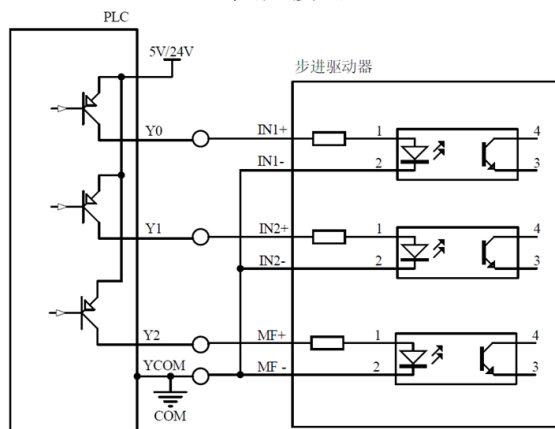 PLC
5V/24V
步进驱动器
Y0
IN1+
1
4
IN1-
2
3
Y1
IN2+
1
4
IN2-
2
3
Y2
MF+
1
4
YCOM
MF -
2
3
COM